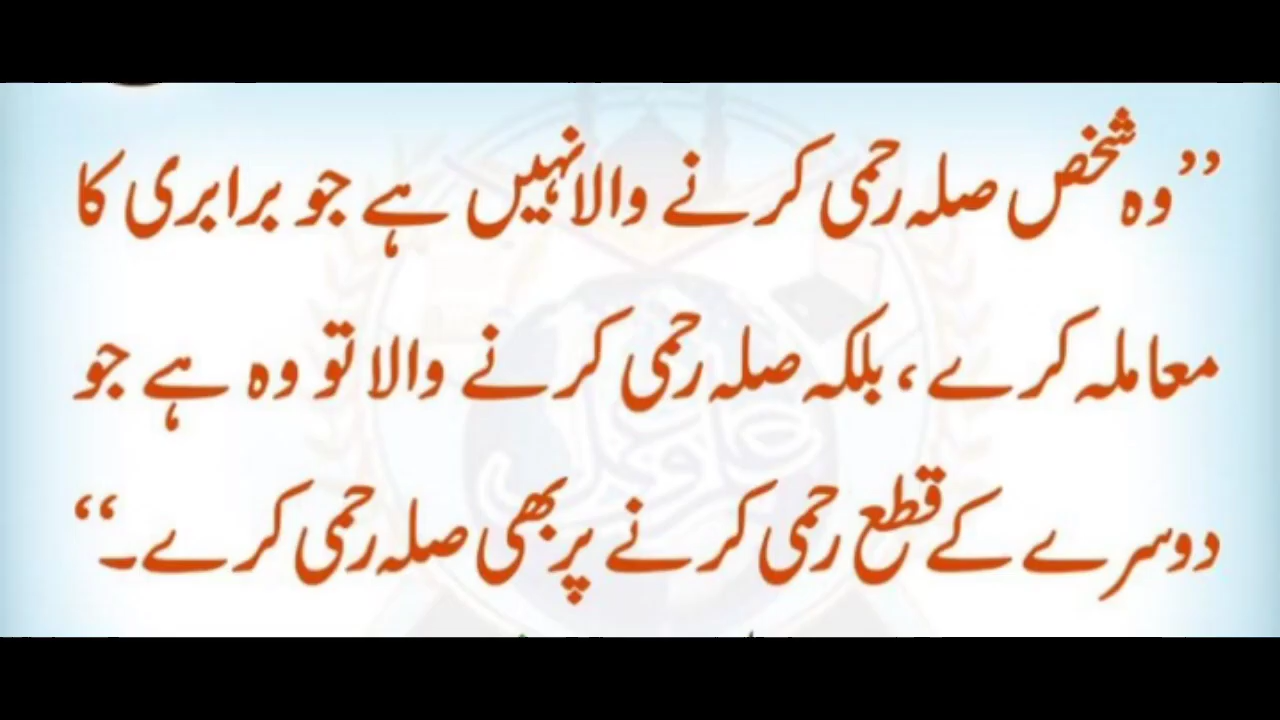 ’’وہ شخص صلہ رحمی کرنے والا نہیں ہے جو برابری کا
معاملہ کرے، بلکہ صلہ رحمی کرنے والا تو وہ ہے جو
دوسرے کے قطع رحمی کرنے پر بھی صلہ رحمی کرے۔‘‘